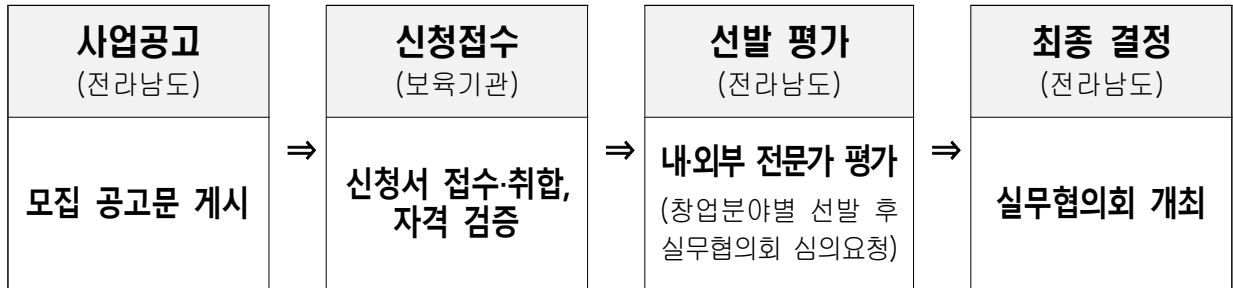 사업공고
(전라남도)
모집 공고문 게시
⇒
신청접수
(보육기관)
신청서 접수·취합,
자격 검증
⇒
선발 평가
(전라남도)
내·외부 전문가 평가
(창업분야별 선발 후
실무협의회 심의요청)
⇒
최종 결정
(전라남도)
실무협의회 개최